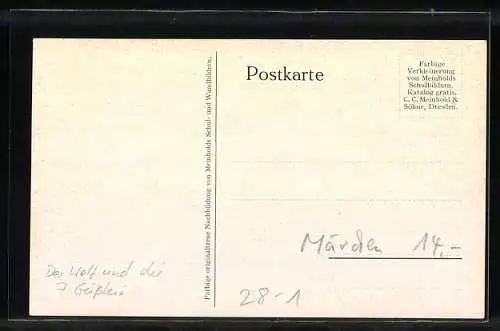 Postkarte
Farbige
Verkleinerung
von Meinholds
Schulbildern.
Katalog gratis.
C. C. Meinhold &
Söhne, Dresden.
Farbige originaltreue Nachbildung von Meinholds Schul- und Wandbildern.
Märchen 14.-
Der Wolf und die
7 Geißlein
28-1